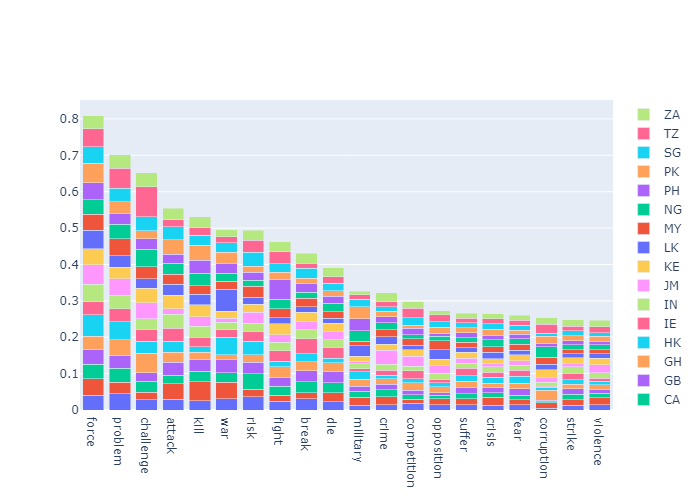 0.8
0.7
0.6
0.5
0.4
0.3
0.2
0.1
0
force
problem
challenge
attack
kill
war
risk
fight
break
die
military
crime
competition
opposition
suffer
crisis
fear
corruption
strike
violence
ZA
TZ
SG
PK
PH
NG
MY
LK
KE
JM
IN
IE
HK
GH
GB
CA